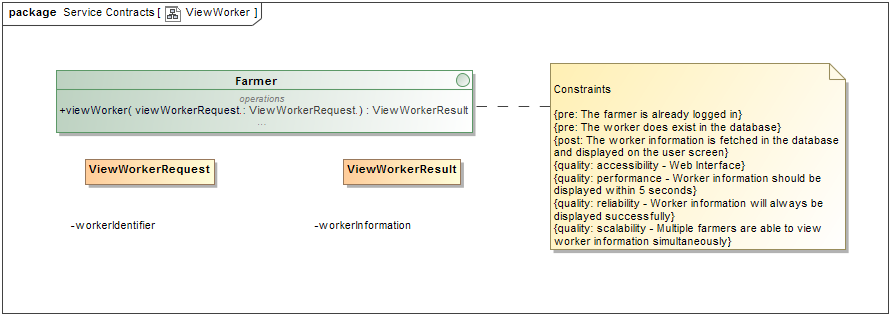 package Service Contracts [ ViewWorker ]
Farmer
operations
+viewWorker( viewWorkerRequest : ViewWorkerRequest ) : ViewWorkerResult
...
ViewWorkerRequest
ViewWorkerResult
-workerIdentifier
-workerInformation
Constraints
{pre: The farmer is already logged in}
{pre: The worker does exist in the database}
{post: The worker information is fetched in the database
and displayed on the user screen}
{quality: accessibility - Web Interface}
{quality: performance - Worker information should be
displayed within 5 seconds}
{quality: reliability - Worker information will always be
displayed successfully}
{quality: scalability - Multiple farmers are able to view
worker information simultaneously}